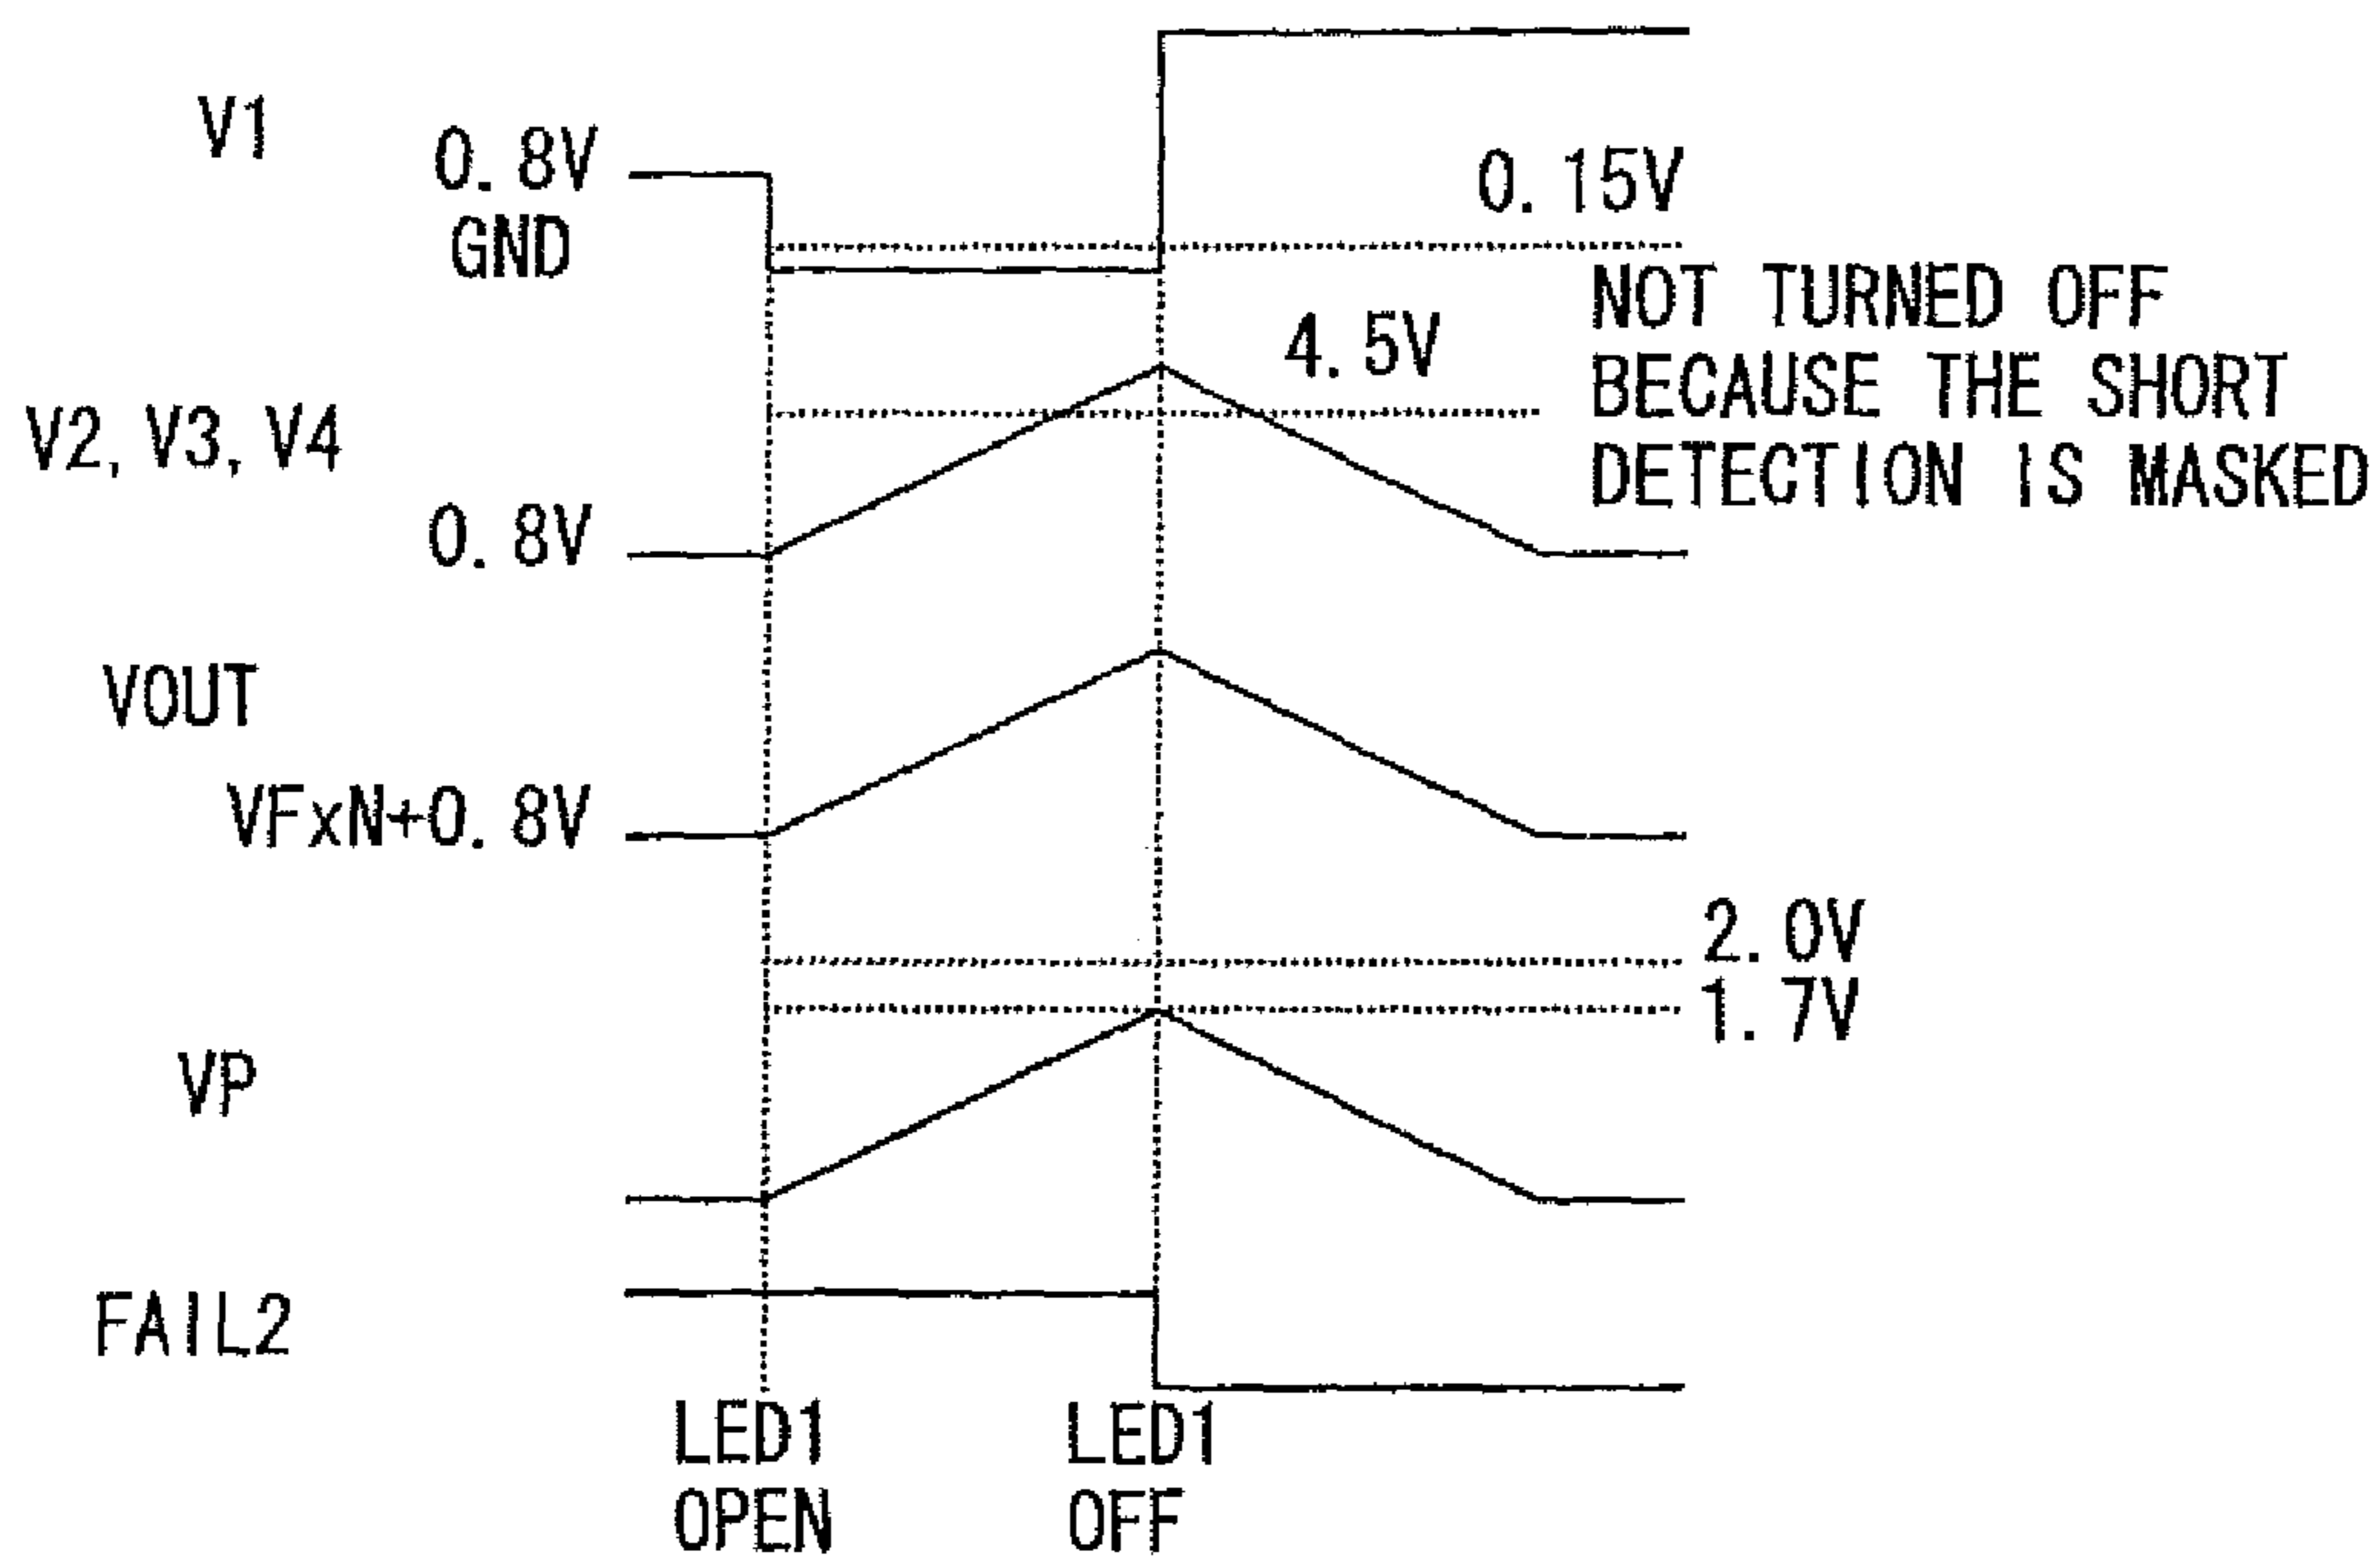 V1
0. 8V
GND
0. 15V
NOT TURNED OFF
BECAUSE THE SHORT
DETECTION IS MASKED
4. 5V
V2, V3, V4
0. 8V
VOUT
VFxN+0. 8V
2. 0V
1. 7V
VP
FAIL2
LED1
OPEN
LED1
OFF